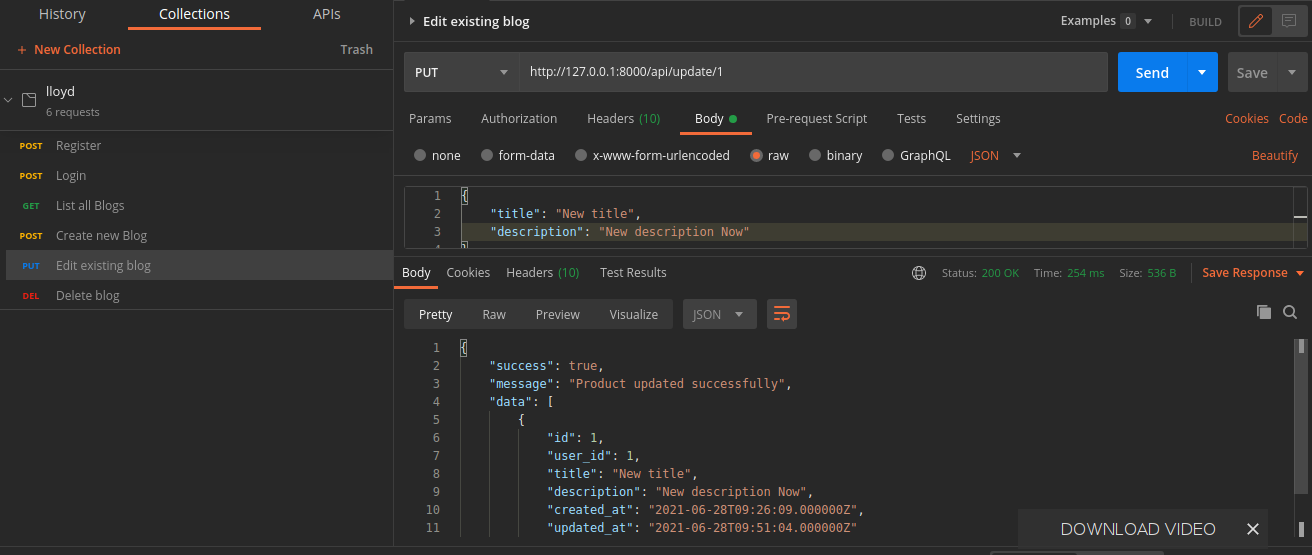 History Collections APIs
+ New Collection Trash
lloyd
6 requests
POST Register
POST Login
GET List all Blogs
POST Create new Blog
PUT Edit existing blog
DEL Delete blog
Edit existing blog Examples 0 BUILD
PUT http://127.0.0.1:8000/api/update/1 Send Save
Params Authorization Headers (10) Body Pre-request Script Tests Settings Cookies Code
none form-data x-www-form-urlencoded raw binary GraphQL JSON Beautify
1 {
2 "title": "New title",
3 "description": "New description Now"
4 }
Body Cookies Headers (10) Test Results Status: 200 OK Time: 254 ms Size: 536 B Save Response
Pretty Raw Preview Visualize JSON
1 {
2 "success": true,
3 "message": "Product updated successfully",
4 "data": [
5 {
6 "id": 1,
7 "user_id": 1,
8 "title": "New title",
9 "description": "New description Now",
10 "created_at": "2021-06-28T09:26:09.000000Z",
11 "updated_at": "2021-06-28T09:51:04.000000Z"
DOWNLOAD VIDEO ×